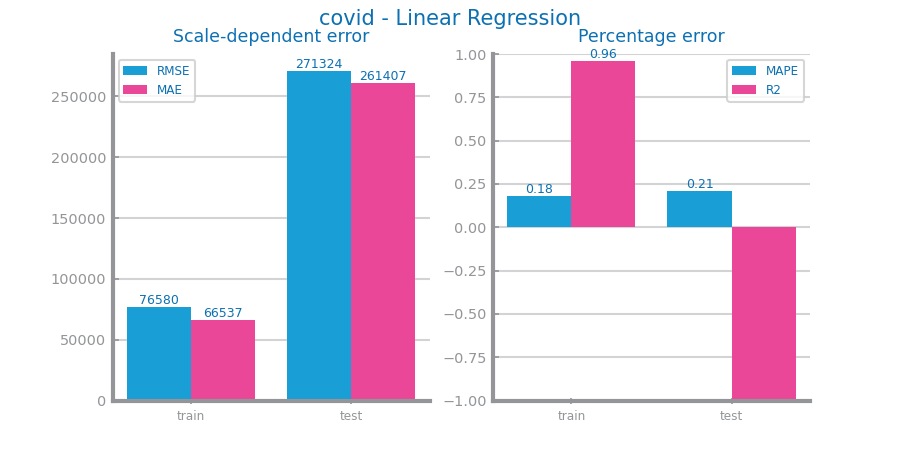 covid - Linear Regression
Scale-dependent error
RMSE
MAE
271324
261407
76580
66537
250000
200000
150000
100000
50000
0
train
test
Percentage error
MAPE
R2
0.96
0.18
0.21
1.00
0.75
0.50
0.25
0.00
−0.25
−0.50
−0.75
−1.00
train
test